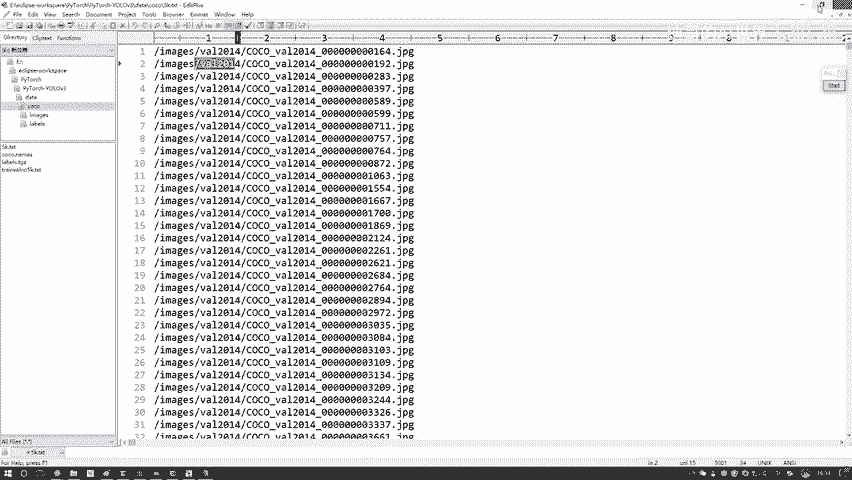 E:\eclipse-workspace\PyTorch\PyTorch-YOLOv3\data\coco\5k.txt - EditPlus
File Edit View Search Document Project Tools Browser Emmet Window Help
Directory Cliptext Functions
E:\
eclipse-workspace
PyTorch
PyTorch-YOLOv3
data
coco
images
labels
5k.txt
coco.names
labels.tgz
trainvalno5k.txt
All Files (*.*)
1 2 3 4 5 6 7 8
1 /images/val2014/COCO_val2014_000000000164.jpg
2 /images/val2014/COCO_val2014_000000000192.jpg
3 /images/val2014/COCO_val2014_000000000283.jpg
4 /images/val2014/COCO_val2014_000000000397.jpg
5 /images/val2014/COCO_val2014_000000000589.jpg
6 /images/val2014/COCO_val2014_000000000599.jpg
7 /images/val2014/COCO_val2014_000000000711.jpg
8 /images/val2014/COCO_val2014_000000000757.jpg
9 /images/val2014/COCO_val2014_000000000764.jpg
10 /images/val2014/COCO_val2014_000000000872.jpg
11 /images/val2014/COCO_val2014_000000001063.jpg
12 /images/val2014/COCO_val2014_000000001554.jpg
13 /images/val2014/COCO_val2014_000000001667.jpg
14 /images/val2014/COCO_val2014_000000001700.jpg
15 /images/val2014/COCO_val2014_000000001869.jpg
16 /images/val2014/COCO_val2014_000000002124.jpg
17 /images/val2014/COCO_val2014_000000002261.jpg
18 /images/val2014/COCO_val2014_000000002621.jpg
19 /images/val2014/COCO_val2014_000000002684.jpg
20 /images/val2014/COCO_val2014_000000002764.jpg
21 /images/val2014/COCO_val2014_000000002894.jpg
22 /images/val2014/COCO_val2014_000000002972.jpg
23 /images/val2014/COCO_val2014_000000003035.jpg
24 /images/val2014/COCO_val2014_000000003084.jpg
25 /images/val2014/COCO_val2014_000000003103.jpg
26 /images/val2014/COCO_val2014_000000003109.jpg
27 /images/val2014/COCO_val2014_000000003134.jpg
28 /images/val2014/COCO_val2014_000000003209.jpg
29 /images/val2014/COCO_val2014_000000003244.jpg
30 /images/val2014/COCO_val2014_000000003326.jpg
31 /images/val2014/COCO_val2014_000000003337.jpg
32 /images/val2014/COCO_val2014_000000003661.jpg
Start
5k.txt
For Help, press F1
ln 2 col 15 5001 34 UNIX ANSI